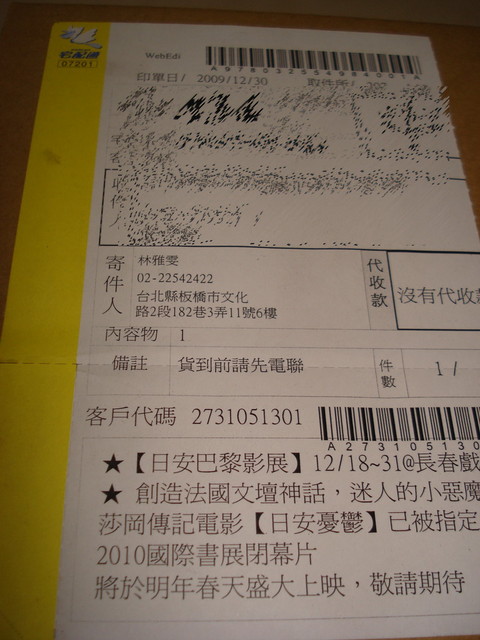 宅配通
07201
WebEdi
A9780325549840001A
印單日/ 2009/12/30
寄件人
林雅雯
02-22542422
台北縣板橋市文化
路2段182巷3弄11號6樓
代收款
沒有代收
內容物 1
備註 貨到前請先電聯
件數 1 /
客戶代碼 2731051301
A273105130
★【日安巴黎影展】12/18~31@長春戲
★ 創造法國文壇神話，迷人的小惡魔
莎岡傳記電影【日安憂鬱】已被指定
2010國際書展閉幕片
將於明年春天盛大上映，敬請期待